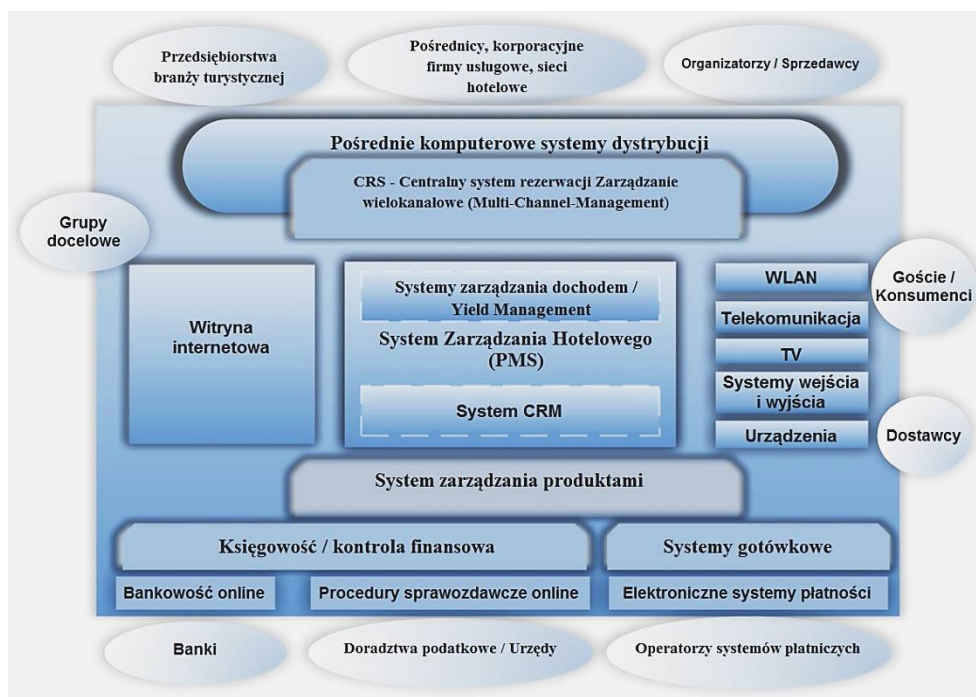 Przedsiębiorstwa
branży turystycznej
Pośrednicy, korporacyjne
firmy usługowe, sieci
hotelowe
Organizatorzy / Sprzedawcy
Pośrednie komputerowe systemy dystrybucji
CRS - Centralny system rezerwacji Zarządzanie
wielokanałowe (Multi-Channel-Management)
Grupy
docelowe
Witryna
internetowa
Systemy zarządzania dochodem /
Yield Management
System Zarządzania Hotelowego
(PMS)
System CRM
WLAN
Telekomunikacja
TV
Systemy wejścia
i wyjścia
Urządzenia
Goście /
Konsumenci
Dostawcy
System zarządzania produktami
Księgowość / kontrola finansowa
Systemy gotówkowe
Bankowość online
Procedury sprawozdawcze online
Elektroniczne systemy płatności
Banki
Doradztwa podatkowe / Urzędy
Operatorzy systemów płatniczych